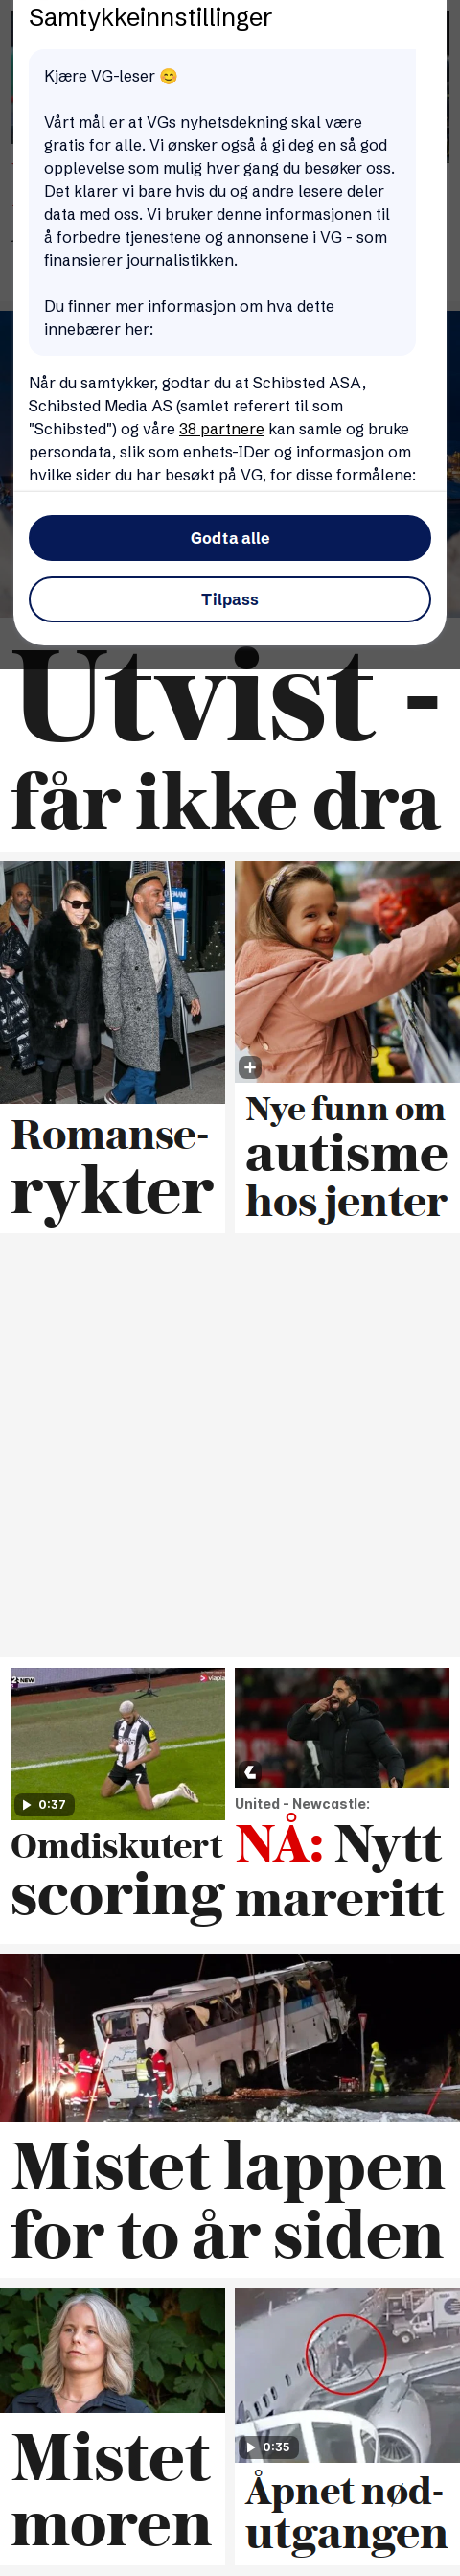 Samtykkeinnstillinger
Kjære VG-leser 😊
Vårt mål er at VGs nyhetsdekning skal være
gratis for alle. Vi ønsker også å gi deg en så god
opplevelse som mulig hver gang du besøker oss.
Det klarer vi bare hvis du og andre lesere deler
data med oss. Vi bruker denne informasjonen til
å forbedre tjenestene og annonsene i VG - som
finansierer journalistikken.
Du finner mer informasjon om hva dette
innebærer her:
Når du samtykker, godtar du at Schibsted ASA,
Schibsted Media AS (samlet referert til som
"Schibsted") og våre 38 partnere kan samle og bruke
persondata, slik som enhets-IDer og informasjon om
hvilke sider du har besøkt på VG, for disse formålene:
Godta alle
Tilpass
Utvist -
får ikke dra
Romanse-
rykter
Nye funn om
autisme
hos jenter
viaplay
NEW
7
0:37
Omdiskutert
scoring
United - Newcastle:
NÅ: Nytt
mareritt
Mistet lappen
for to år siden
Mistet
moren
0:35
Åpnet nød-
utgangen